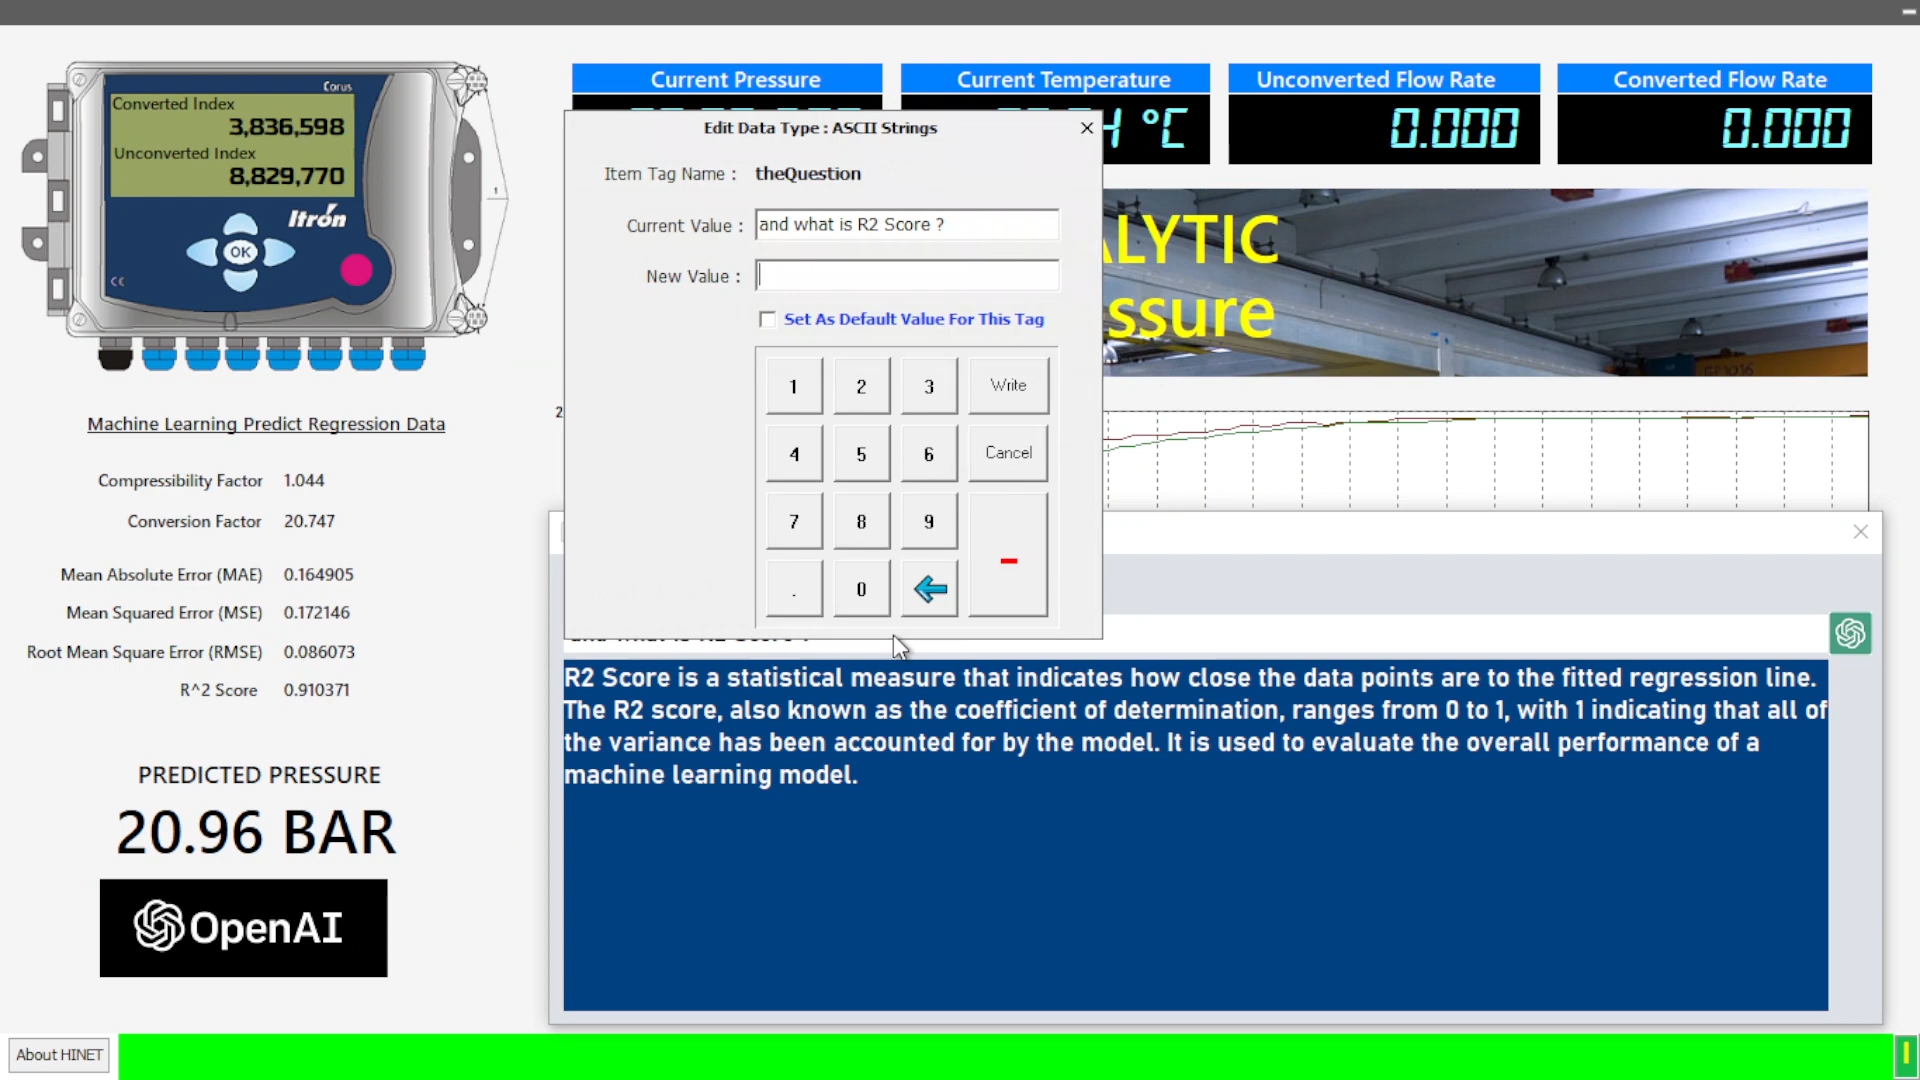 Corus
Converted Index
3,836,598
Unconverted Index
8,829,770
Itrón
OK
CE
1
Current Pressure
Current Temperature
Unconverted Flow Rate
Converted Flow Rate
°C
0.000
0.000
Edit Data Type : ASCII Strings
Item Tag Name : theQuestion
Current Value : and what is R2 Score ?
New Value :
Set As Default Value For This Tag
1 2 3 Write
4 5 6 Cancel
7 8 9
. 0
LYTIC
ssure
Machine Learning Predict Regression Data
Compressibility Factor 1.044
Conversion Factor 20.747
Mean Absolute Error (MAE) 0.164905
Mean Squared Error (MSE) 0.172146
Root Mean Square Error (RMSE) 0.086073
R^2 Score 0.910371
PREDICTED PRESSURE
20.96 BAR
OpenAI
2
R2 Score is a statistical measure that indicates how close the data points are to the fitted regression line.
The R2 score, also known as the coefficient of determination, ranges from 0 to 1, with 1 indicating that all of
the variance has been accounted for by the model. It is used to evaluate the overall performance of a
machine learning model.
About HINET